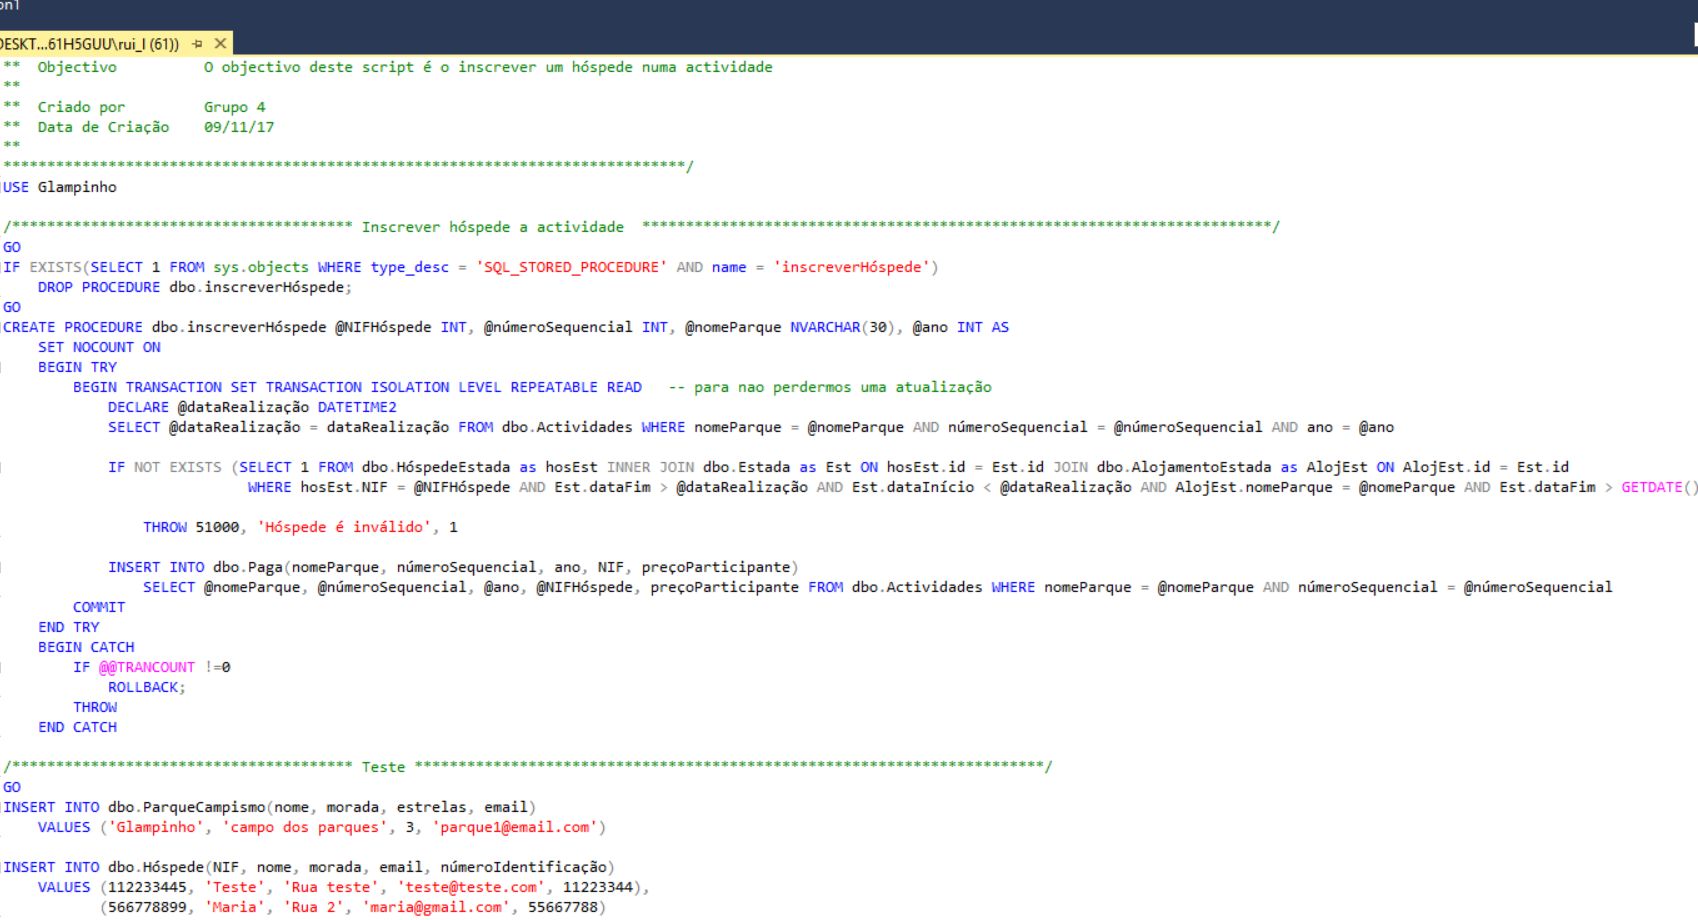 DESKT...61H5GUU\rui_l (61))
** Objectivo O objectivo deste script é o inscrever um hóspede numa actividade
**
** Criado por Grupo 4
** Data de Criação 09/11/17
**
******************************************************************************/
USE Glampinho
/*************************************** Inscrever hóspede a actividade ************************************************************************/
GO
IF EXISTS(SELECT 1 FROM sys.objects WHERE type_desc = 'SQL_STORED_PROCEDURE' AND name = 'inscreverHóspede')
DROP PROCEDURE dbo.inscreverHóspede;
GO
CREATE PROCEDURE dbo.inscreverHóspede @NIFHóspede INT, @númeroSequencial INT, @nomeParque NVARCHAR(30), @ano INT AS
SET NOCOUNT ON
BEGIN TRY
BEGIN TRANSACTION SET TRANSACTION ISOLATION LEVEL REPEATABLE READ -- para nao perdermos uma atualização
DECLARE @dataRealização DATETIME2
SELECT @dataRealização = dataRealização FROM dbo.Actividades WHERE nomeParque = @nomeParque AND númeroSequencial = @númeroSequencial AND ano = @ano
IF NOT EXISTS (SELECT 1 FROM dbo.HóspedeEstada as hosEst INNER JOIN dbo.Estada as Est ON hosEst.id = Est.id JOIN dbo.AlojamentoEstada as AlojEst ON AlojEst.id = Est.id
WHERE hosEst.NIF = @NIFHóspede AND Est.dataFim > @dataRealização AND Est.dataInício < @dataRealização AND AlojEst.nomeParque = @nomeParque AND Est.dataFim > GETDATE()
THROW 51000, 'Hóspede é inválido', 1
INSERT INTO dbo.Paga(nomeParque, númeroSequencial, ano, NIF, preçoParticipante)
SELECT @nomeParque, @númeroSequencial, @ano, @NIFHóspede, preçoParticipante FROM dbo.Actividades WHERE nomeParque = @nomeParque AND númeroSequencial = @númeroSequencial
COMMIT
END TRY
BEGIN CATCH
IF @@TRANCOUNT !=0
ROLLBACK;
THROW
END CATCH
/*************************************** Teste ************************************************************************/
GO
INSERT INTO dbo.ParqueCampismo(nome, morada, estrelas, email)
VALUES ('Glampinho', 'campo dos parques', 3, 'parque1@email.com')
INSERT INTO dbo.Hóspede(NIF, nome, morada, email, númeroIdentificação)
VALUES (112233445, 'Teste', 'Rua teste', 'teste@teste.com', 11223344),
(566778899, 'Maria', 'Rua 2', 'maria@gmail.com', 55667788)